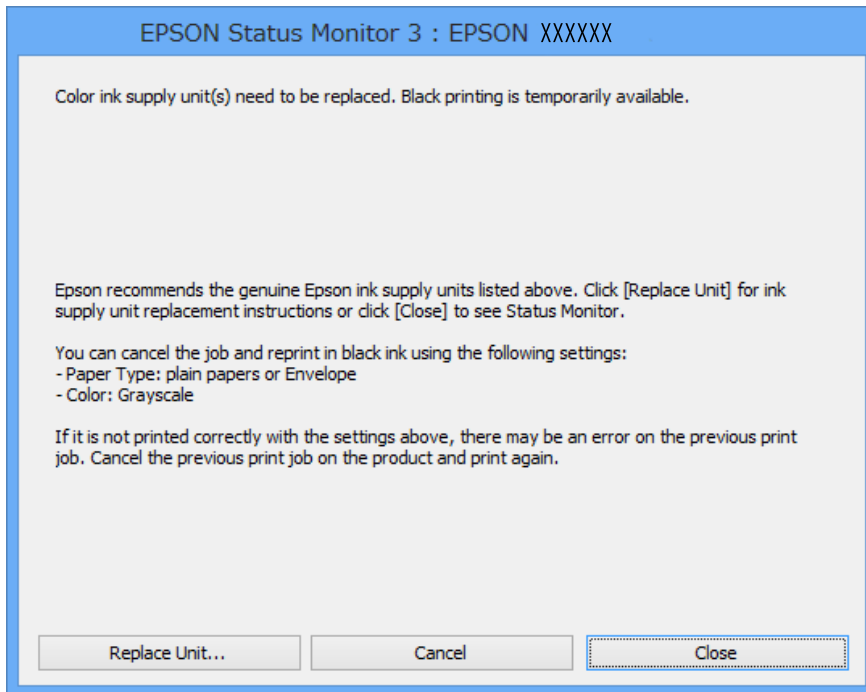 EPSON Status Monitor 3 : EPSON XXXXXX
Color ink supply unit(s) need to be replaced. Black printing is temporarily available.
Epson recommends the genuine Epson ink supply units listed above. Click [Replace Unit] for ink
supply unit replacement instructions or click [Close] to see Status Monitor.
You can cancel the job and reprint in black ink using the following settings:
- Paper Type: plain papers or Envelope
- Color: Grayscale
If it is not printed correctly with the settings above, there may be an error on the previous print
job. Cancel the previous print job on the product and print again.
Replace Unit... Cancel Close